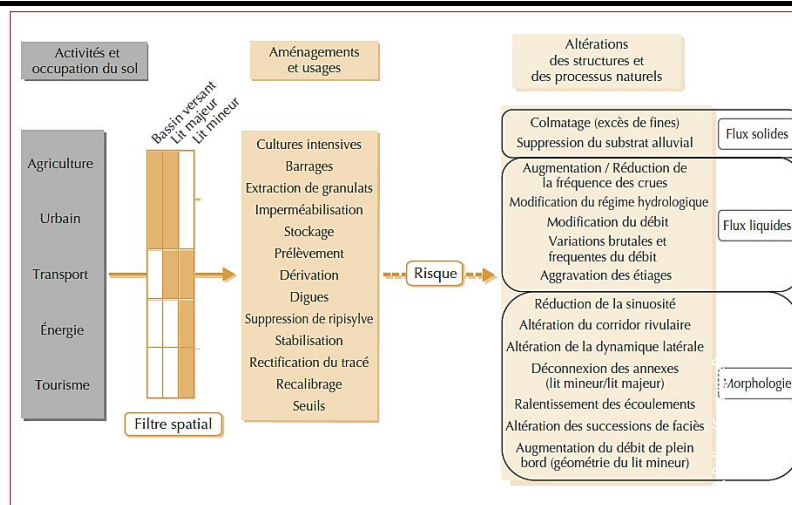 Activités et
occupation du sol
Aménagements
et usages
Altérations
des structures et
des processus naturels
Bassin versant
Lit majeur
Lit mineur
Agriculture
Urbain
Transport
Énergie
Tourisme
Filtre spatial
Cultures intensives
Barrages
Extraction de granulats
Imperméabilisation
Stockage
Prélèvement
Dérivation
Digues
Suppression de ripisylve
Stabilisation
Rectification du tracé
Recalibrage
Seuils
Risque
Colmatage (excès de fines)
Suppression du substrat alluvial
Flux solides
Augmentation / Réduction de
la fréquence des crues
Modification du régime hydrologique
Modification du débit
Variations brutales et
frequentes du débit
Aggravation des étiages
Flux liquides
Réduction de la sinuosité
Altération du corridor rivulaire
Altération de la dynamique latérale
Déconnexion des annexes
(lit mineur/lit majeur)
Ralentissement des écoulements
Altération des successions de faciès
Augmentation du débit de plein
bord (géométrie du lit mineur)
Morphologie